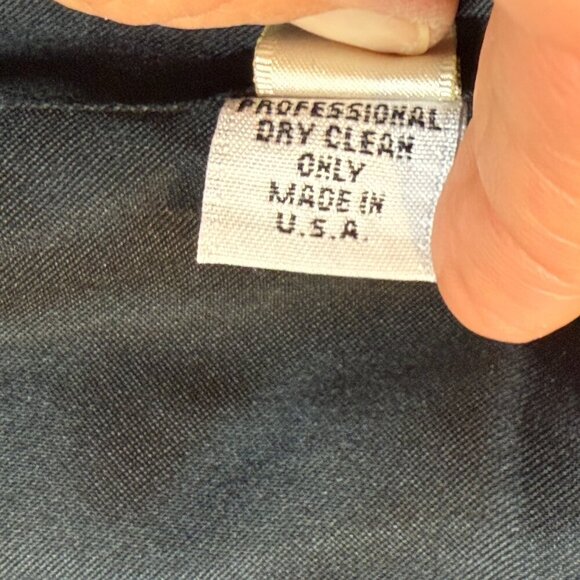 PROFESSIONAL
DRY CLEAN
ONLY
MADE IN
U.S.A.